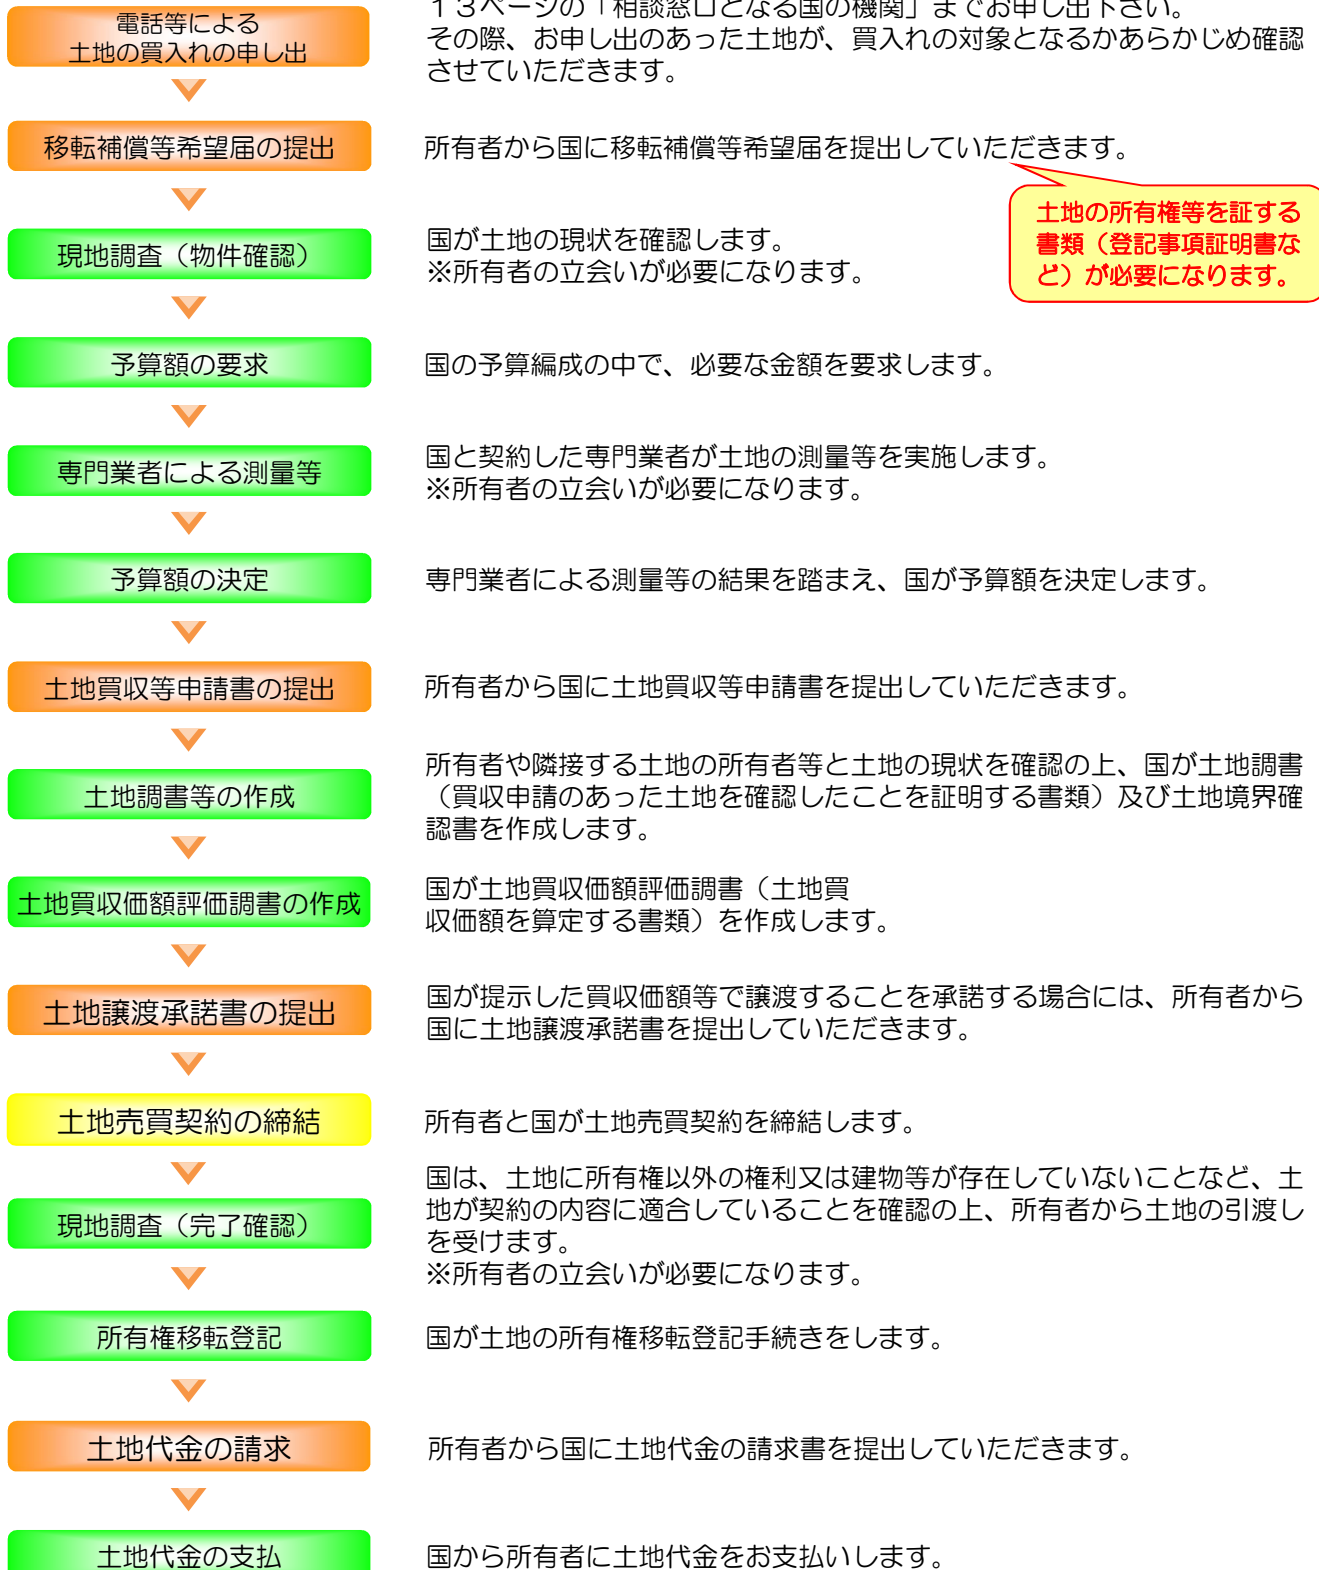 電話等による
土地の買入れの申し出
１３ページの「相談窓口となる国の機関」までお申し出下さい。
その際、お申し出のあった土地が、買入れの対象となるかあらかじめ確認
させていただきます。
移転補償等希望届の提出
所有者から国に移転補償等希望届を提出していただきます。
土地の所有権等を証する
書類（登記事項証明書な
ど）が必要になります。
現地調査（物件確認）
国が土地の現状を確認します。
※所有者の立会いが必要になります。
予算額の要求
国の予算編成の中で、必要な金額を要求します。
専門業者による測量等
国と契約した専門業者が土地の測量等を実施します。
※所有者の立会いが必要になります。
予算額の決定
専門業者による測量等の結果を踏まえ、国が予算額を決定します。
土地買収等申請書の提出
所有者から国に土地買収等申請書を提出していただきます。
土地調書等の作成
所有者や隣接する土地の所有者等と土地の現状を確認の上、国が土地調書
（買収申請のあった土地を確認したことを証明する書類）及び土地境界確
認書を作成します。
土地買収価額評価調書の作成
国が土地買収価額評価調書（土地買
収価額を算定する書類）を作成します。
土地譲渡承諾書の提出
国が提示した買収価額等で譲渡することを承諾する場合には、所有者から
国に土地譲渡承諾書を提出していただきます。
土地売買契約の締結
所有者と国が土地売買契約を締結します。
現地調査（完了確認）
国は、土地に所有権以外の権利又は建物等が存在していないことなど、土
地が契約の内容に適合していることを確認の上、所有者から土地の引渡し
を受けます。
※所有者の立会いが必要になります。
所有権移転登記
国が土地の所有権移転登記手続きをします。
土地代金の請求
所有者から国に土地代金の請求書を提出していただきます。
土地代金の支払
国から所有者に土地代金をお支払いします。